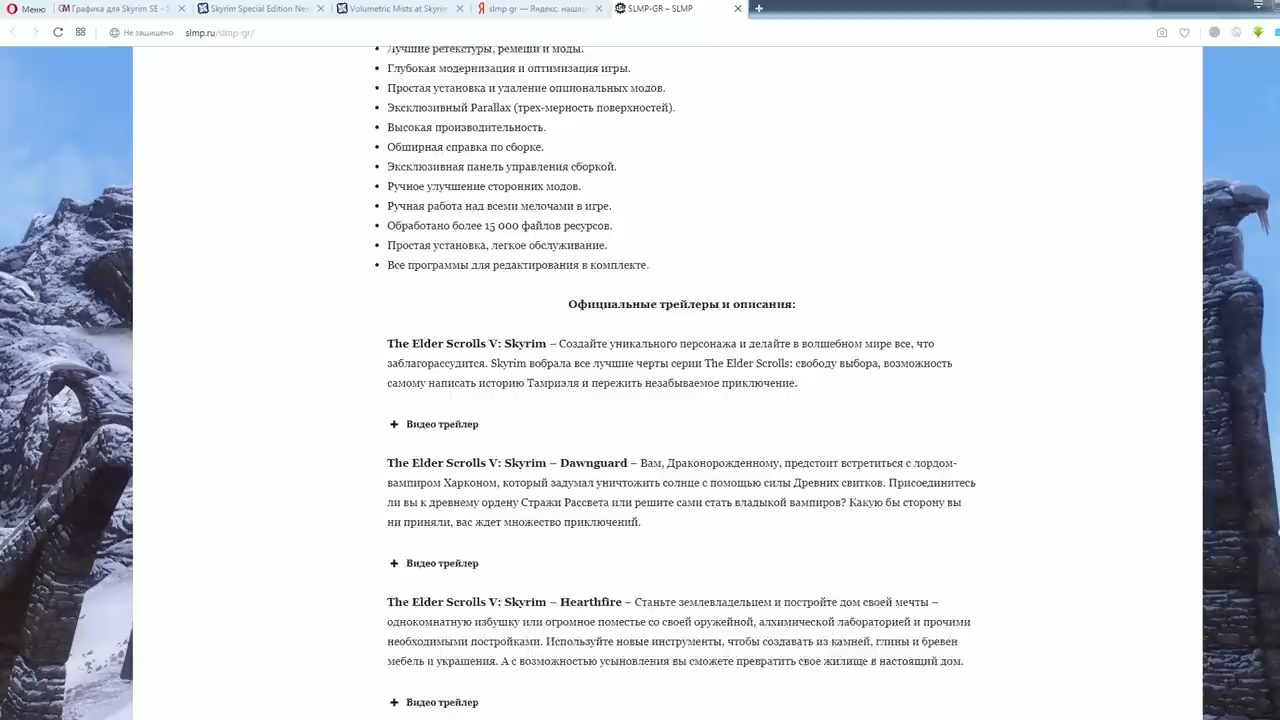 Меню
Графика для Skyrim SE - S
Skyrim Special Edition Nex
Volumetric Mists at Skyrim
slmp gr — Яндекс: нашло
SLMP-GR – SLMP
Не защищено
slmp.ru/slmp-gr/
Лучшие ретекстуры, ремеши и моды.
Глубокая модернизация и оптимизация игры.
Простая установка и удаление опциональных модов.
Эксклюзивный Parallax (трех-мерность поверхностей).
Высокая производительность.
Обширная справка по сборке.
Эксклюзивная панель управления сборкой.
Ручное улучшение сторонних модов.
Ручная работа над всеми мелочами в игре.
Обработано более 15 000 файлов ресурсов.
Простая установка, легкое обслуживание.
Все программы для редактирования в комплекте.
Официальные трейлеры и описания:
The Elder Scrolls V: Skyrim – Создайте уникального персонажа и делайте в волшебном мире все, что
заблагорассудится. Skyrim вобрала все лучшие черты серии The Elder Scrolls: свободу выбора, возможность
самому написать историю Тамриэля и пережить незабываемое приключение.
Видео трейлер
The Elder Scrolls V: Skyrim – Dawnguard – Вам, Драконорожденному, предстоит встретиться с лордом-
вампиром Харконом, который задумал уничтожить солнце с помощью силы Древних свитков. Присоединитесь
ли вы к древнему ордену Стражи Рассвета или решите сами стать владыкой вампиров? Какую бы сторону вы
ни приняли, вас ждет множество приключений.
Видео трейлер
The Elder Scrolls V: Skyrim – Hearthfire – Станьте землевладельцем и постройте дом своей мечты –
однокомнатную избушку или огромное поместье со своей оружейной, алхимической лабораторией и прочими
необходимыми постройками. Используйте новые инструменты, чтобы создавать из камней, глины и бревен
мебель и украшения. А с возможностью усыновления вы сможете превратить свое жилище в настоящий дом.
Видео трейлер